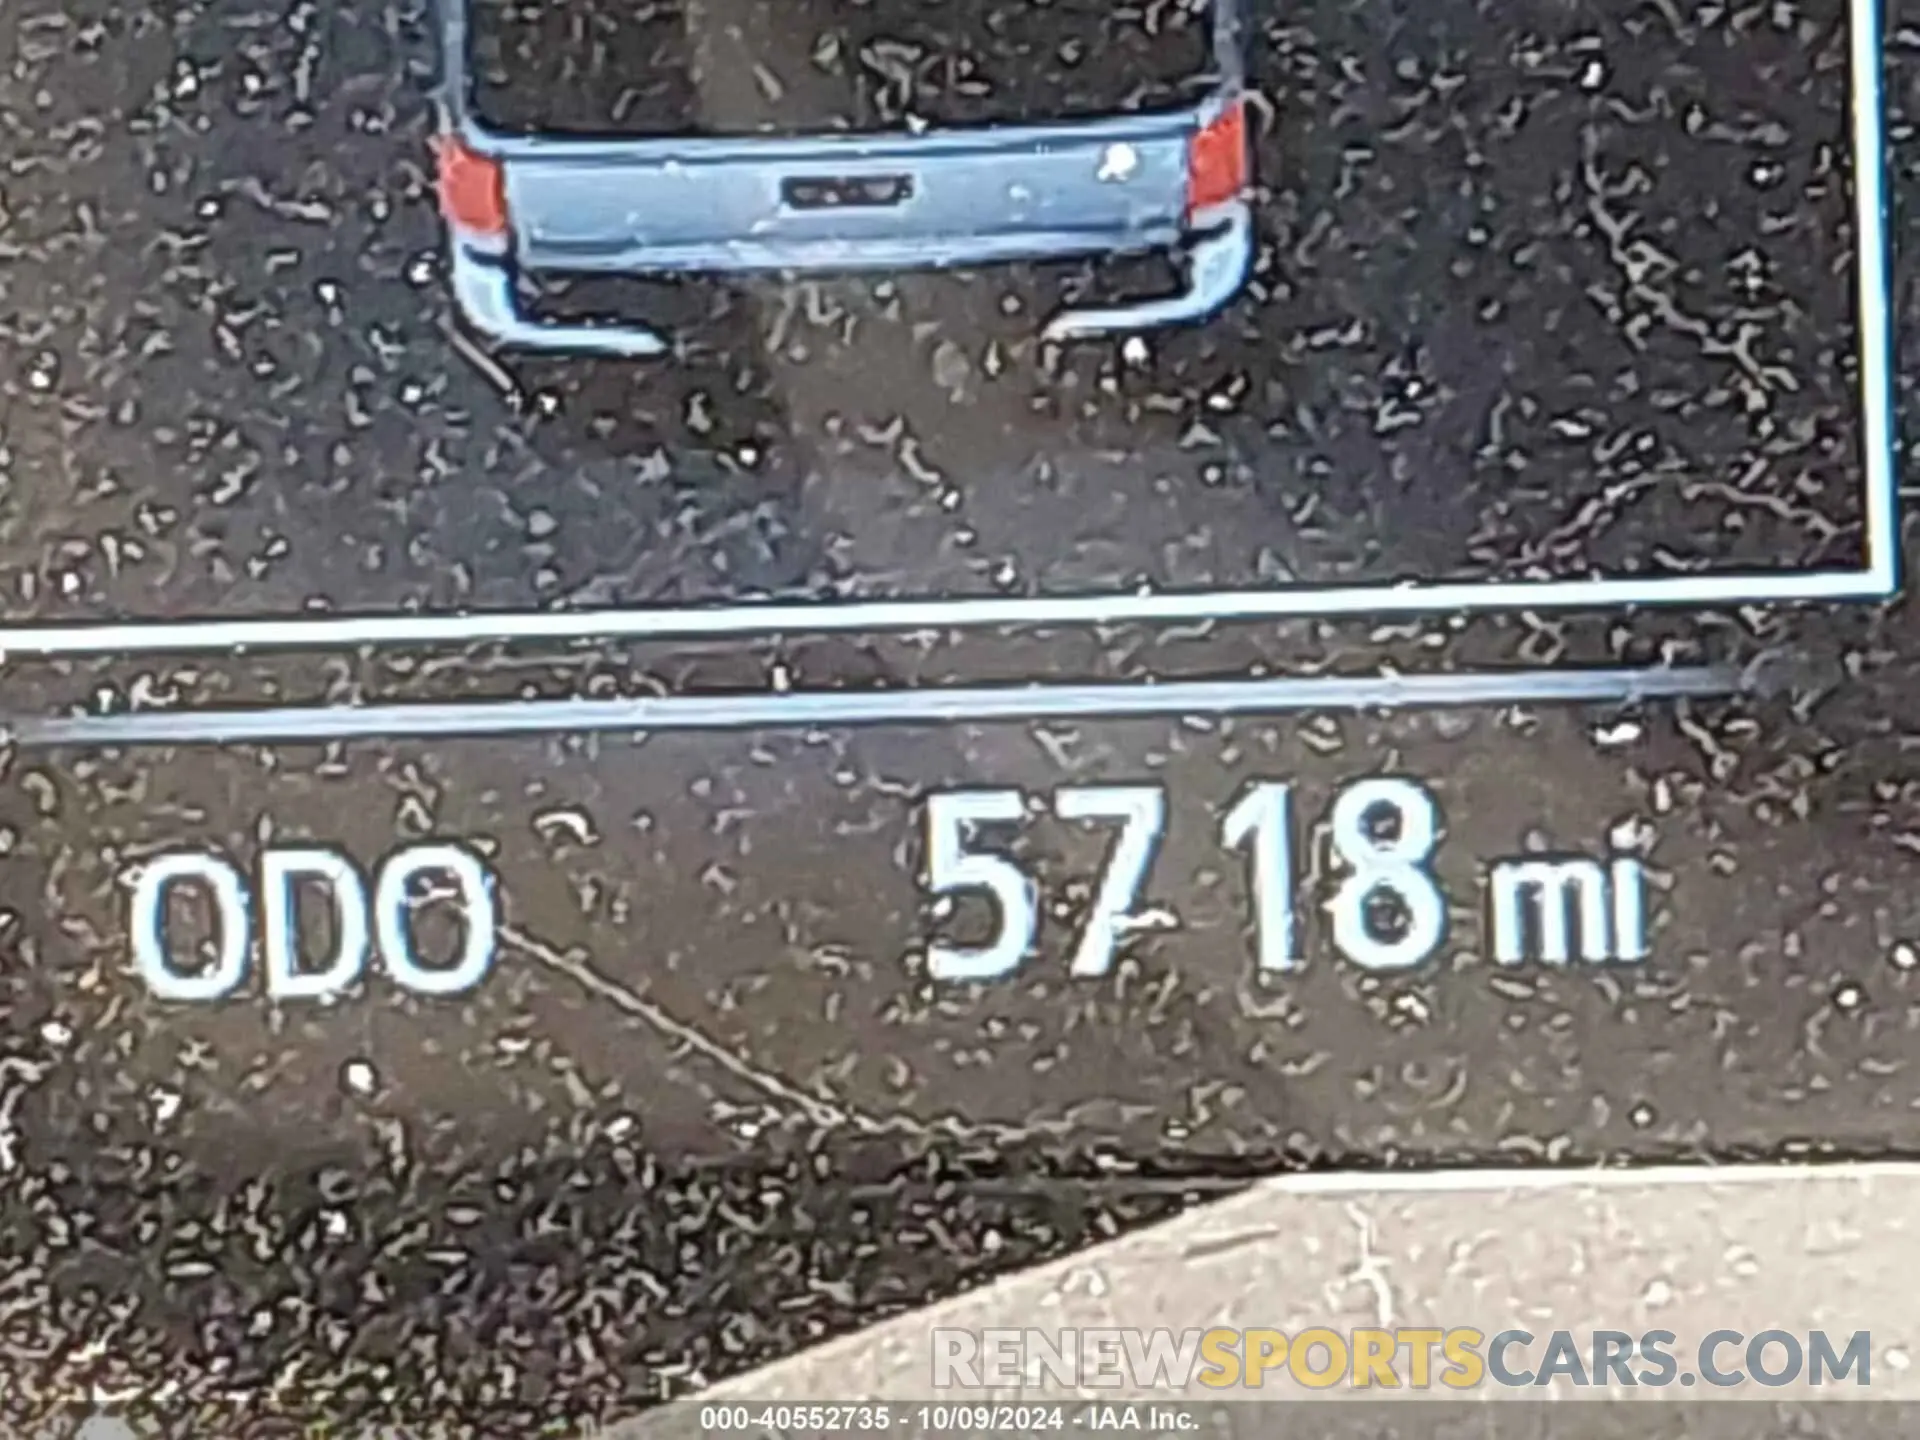 ODO 5718 mi
RENEWSPORTSCARS.COM
000-40552735 - 10/09/2024 - IAA Inc.